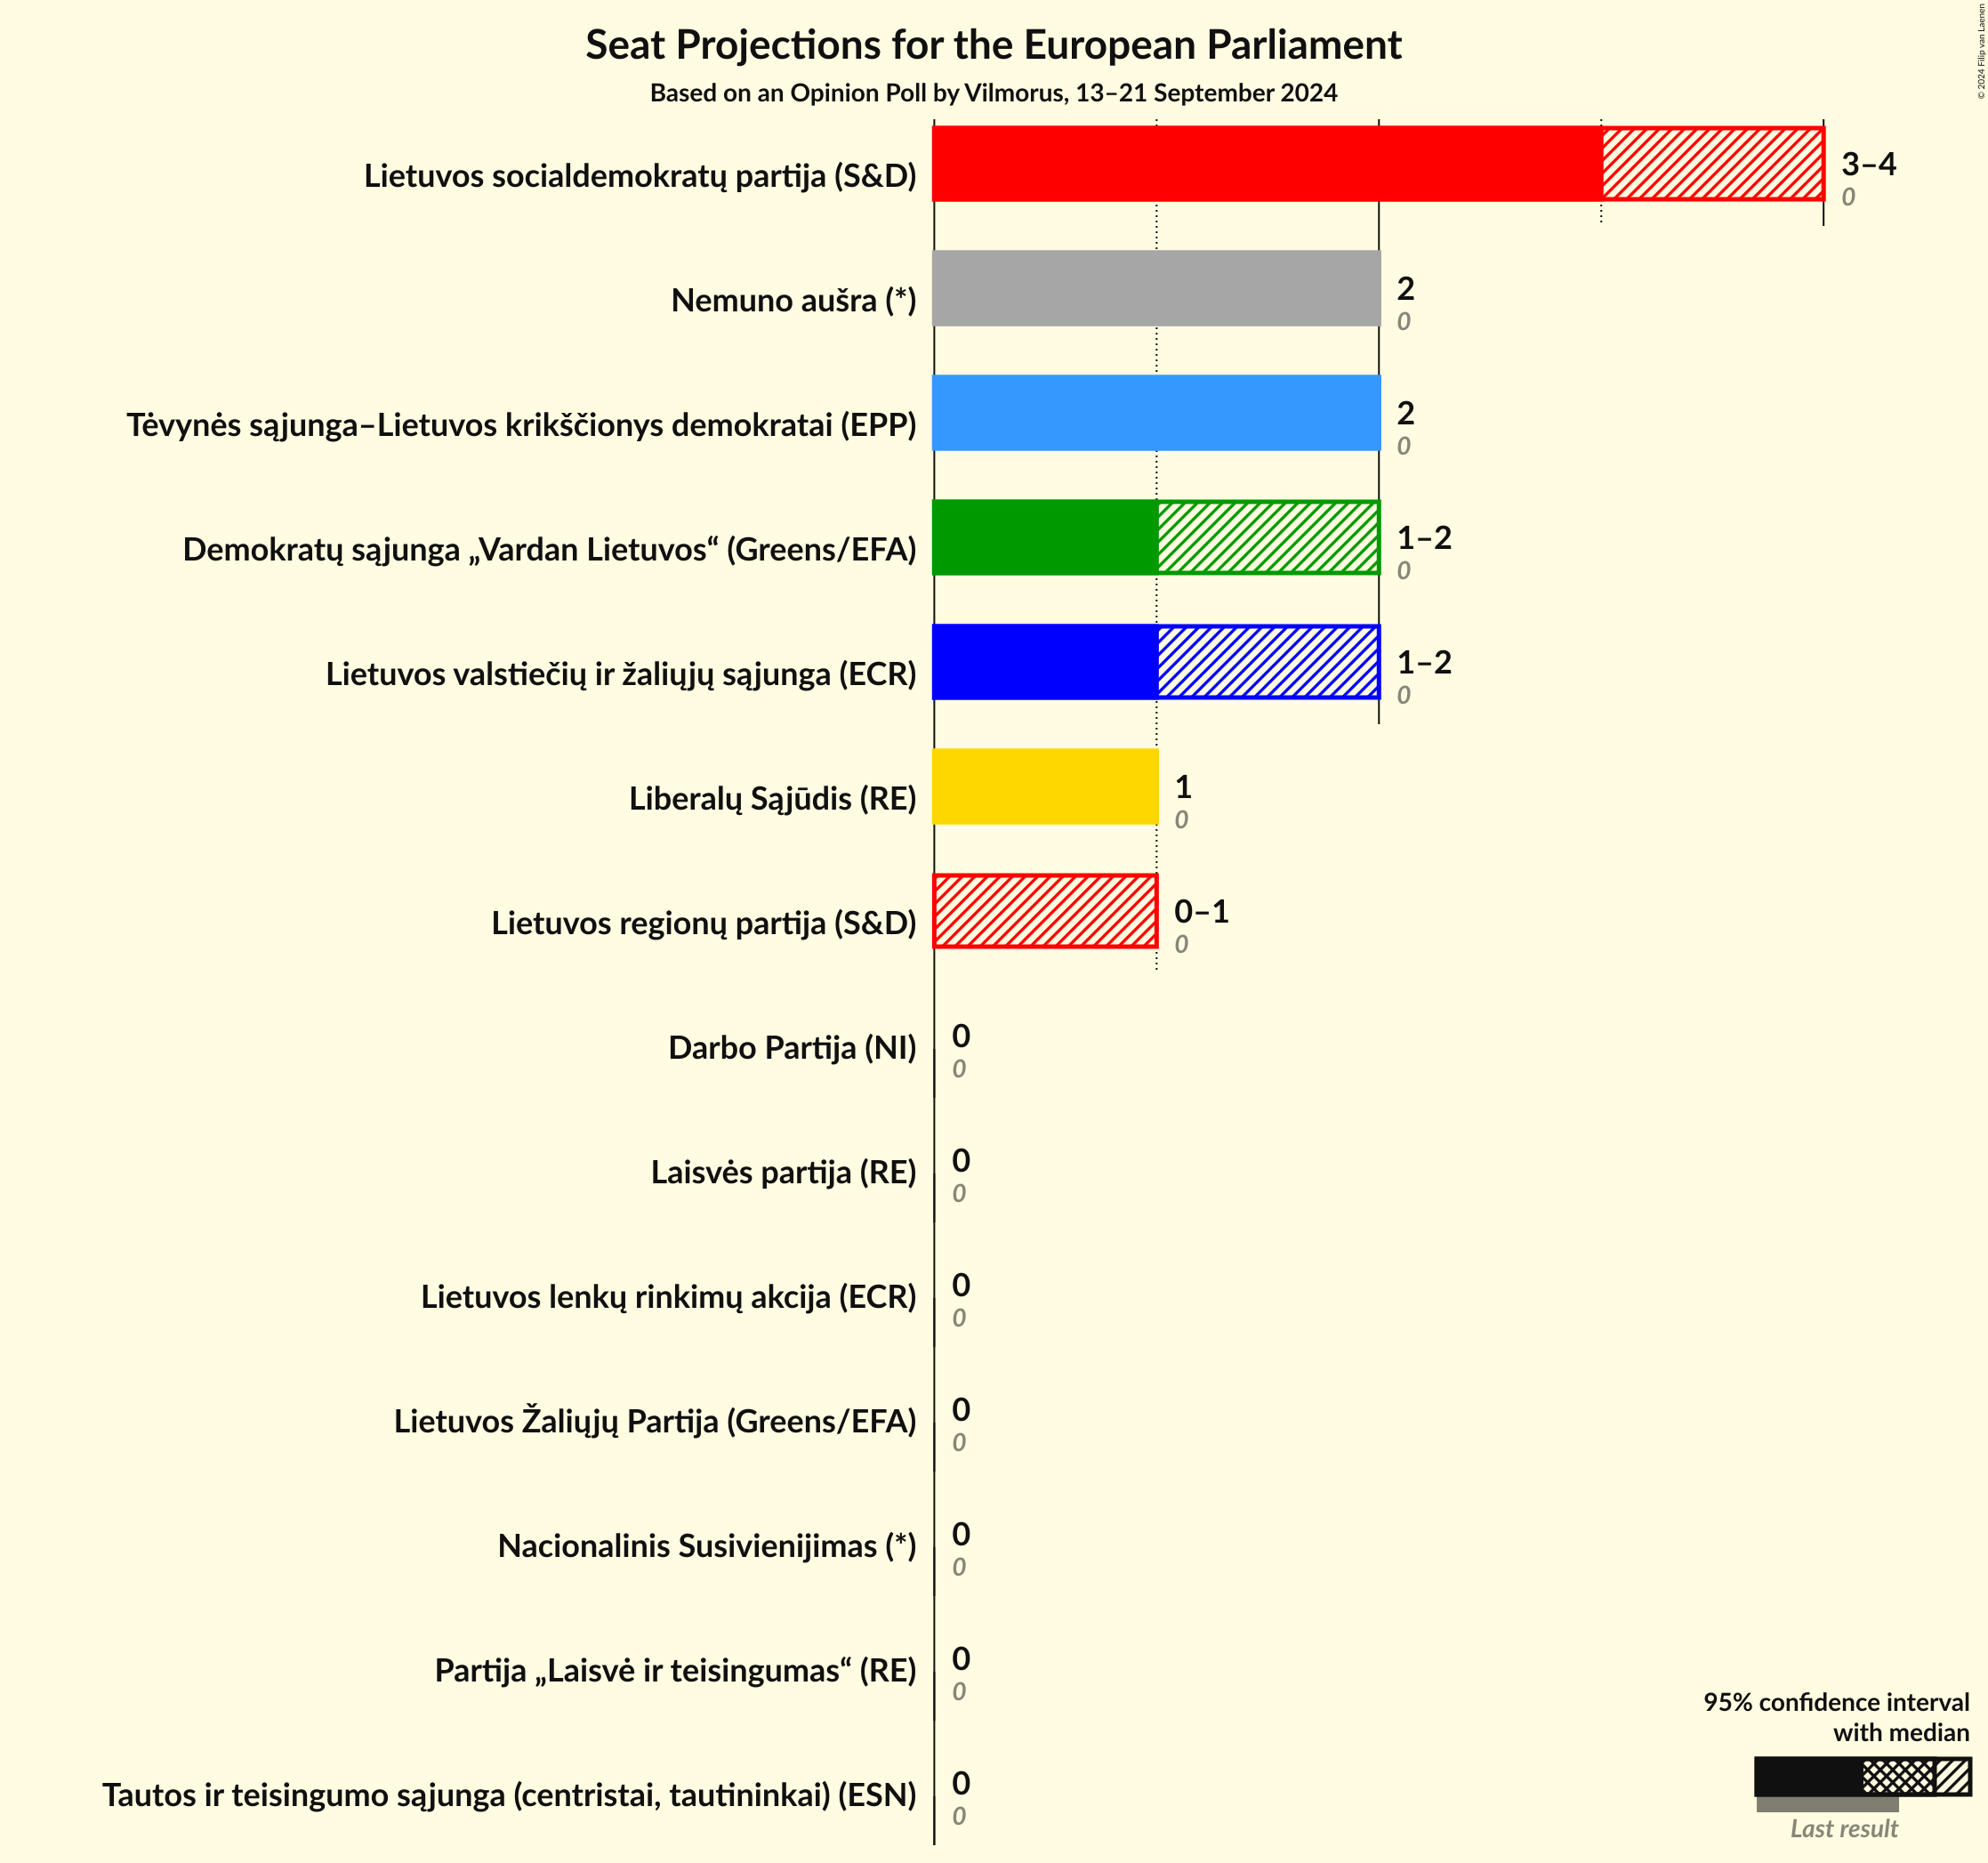 Seat Projections for the European Parliament
Based on an Opinion Poll by Vilmorus, 13–21 September 2024
© 2024 Filip van Laenen
Lietuvos socialdemokratų partija (S&D)
3–4
0
Nemuno aušra (*)
2
0
Tėvynės sąjunga–Lietuvos krikščionys demokratai (EPP)
2
0
Demokratų sąjunga „Vardan Lietuvos“ (Greens/EFA)
1–2
0
Lietuvos valstiečių ir žaliųjų sąjunga (ECR)
1–2
0
Liberalų Sąjūdis (RE)
1
0
Lietuvos regionų partija (S&D)
0–1
0
Darbo Partija (NI)
0
0
Laisvės partija (RE)
0
0
Lietuvos lenkų rinkimų akcija (ECR)
0
0
Lietuvos Žaliųjų Partija (Greens/EFA)
0
0
Nacionalinis Susivienijimas (*)
0
0
Partija „Laisvė ir teisingumas“ (RE)
0
0
Tautos ir teisingumo sąjunga (centristai, tautininkai) (ESN)
0
0
95% confidence interval
with median
Last result